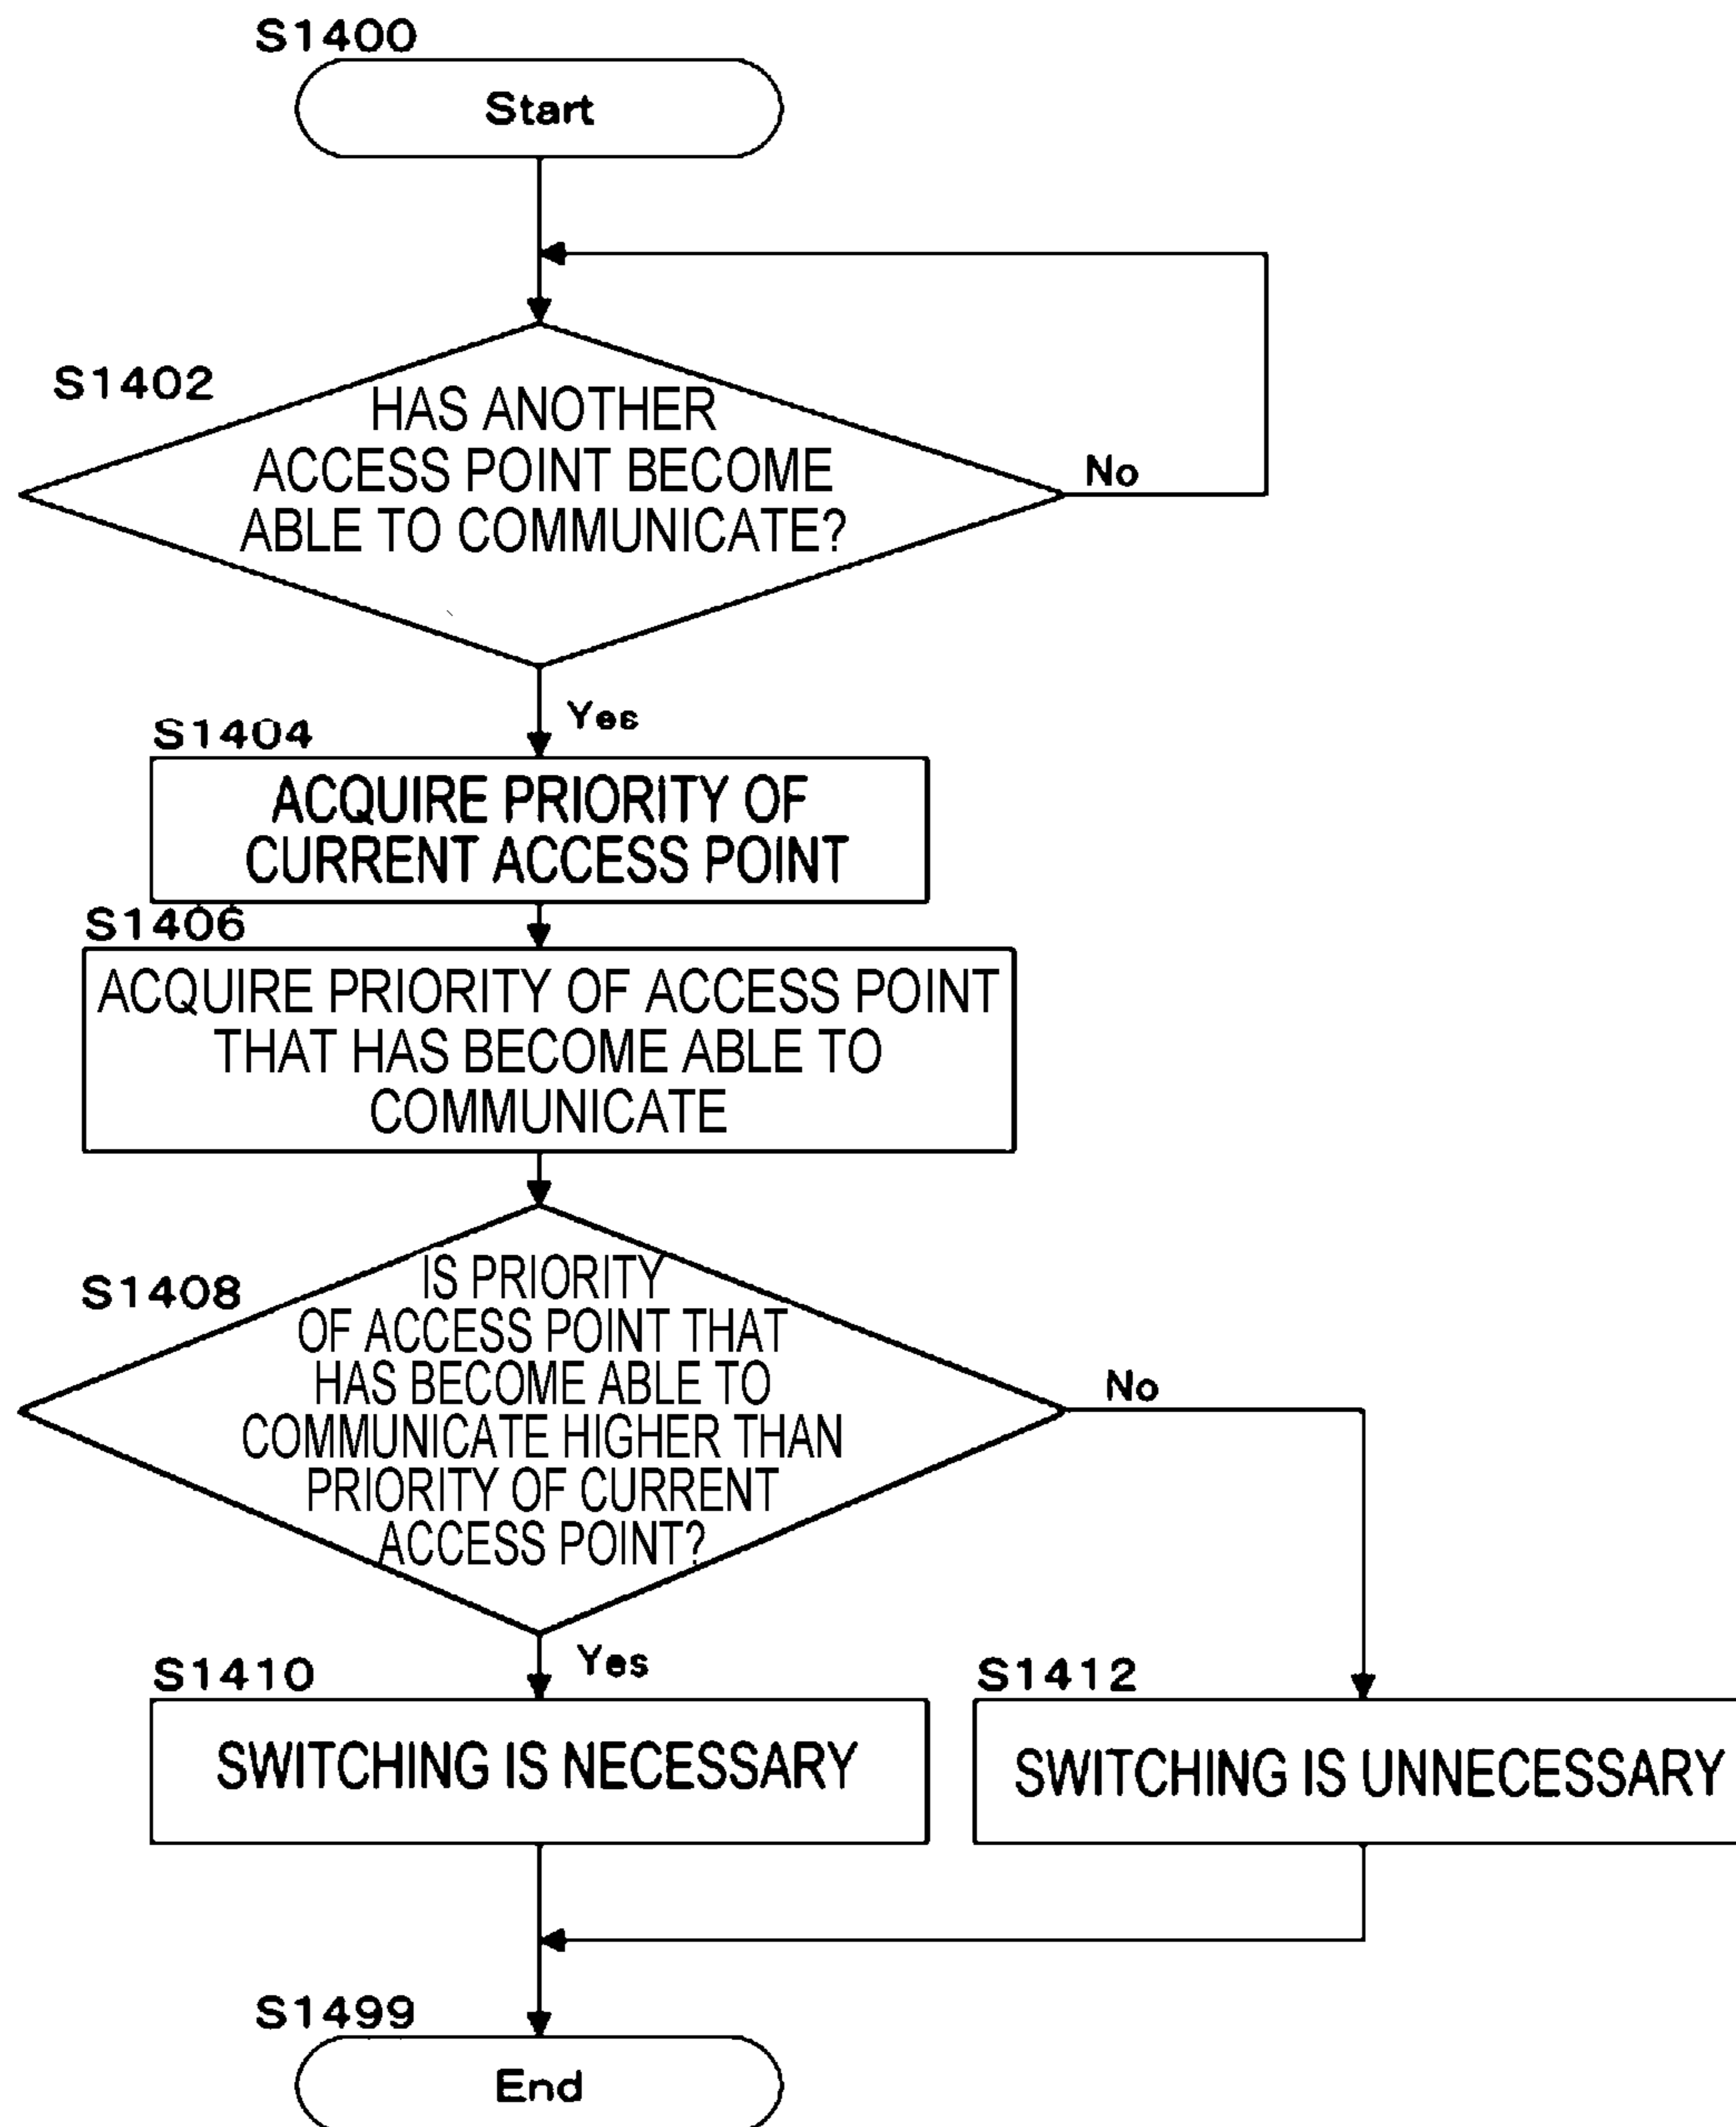 S1400
Start
S1402
HAS ANOTHER
ACCESS POINT BECOME
ABLE TO COMMUNICATE?
No
Yes
S1404
ACQUIRE PRIORITY OF
CURRENT ACCESS POINT
S1406
ACQUIRE PRIORITY OF ACCESS POINT
THAT HAS BECOME ABLE TO
COMMUNICATE
S1408
IS PRIORITY
OF ACCESS POINT THAT
HAS BECOME ABLE TO
COMMUNICATE HIGHER THAN
PRIORITY OF CURRENT
ACCESS POINT?
No
Yes
S1410
SWITCHING IS NECESSARY
S1412
SWITCHING IS UNNECESSARY
S1499
End